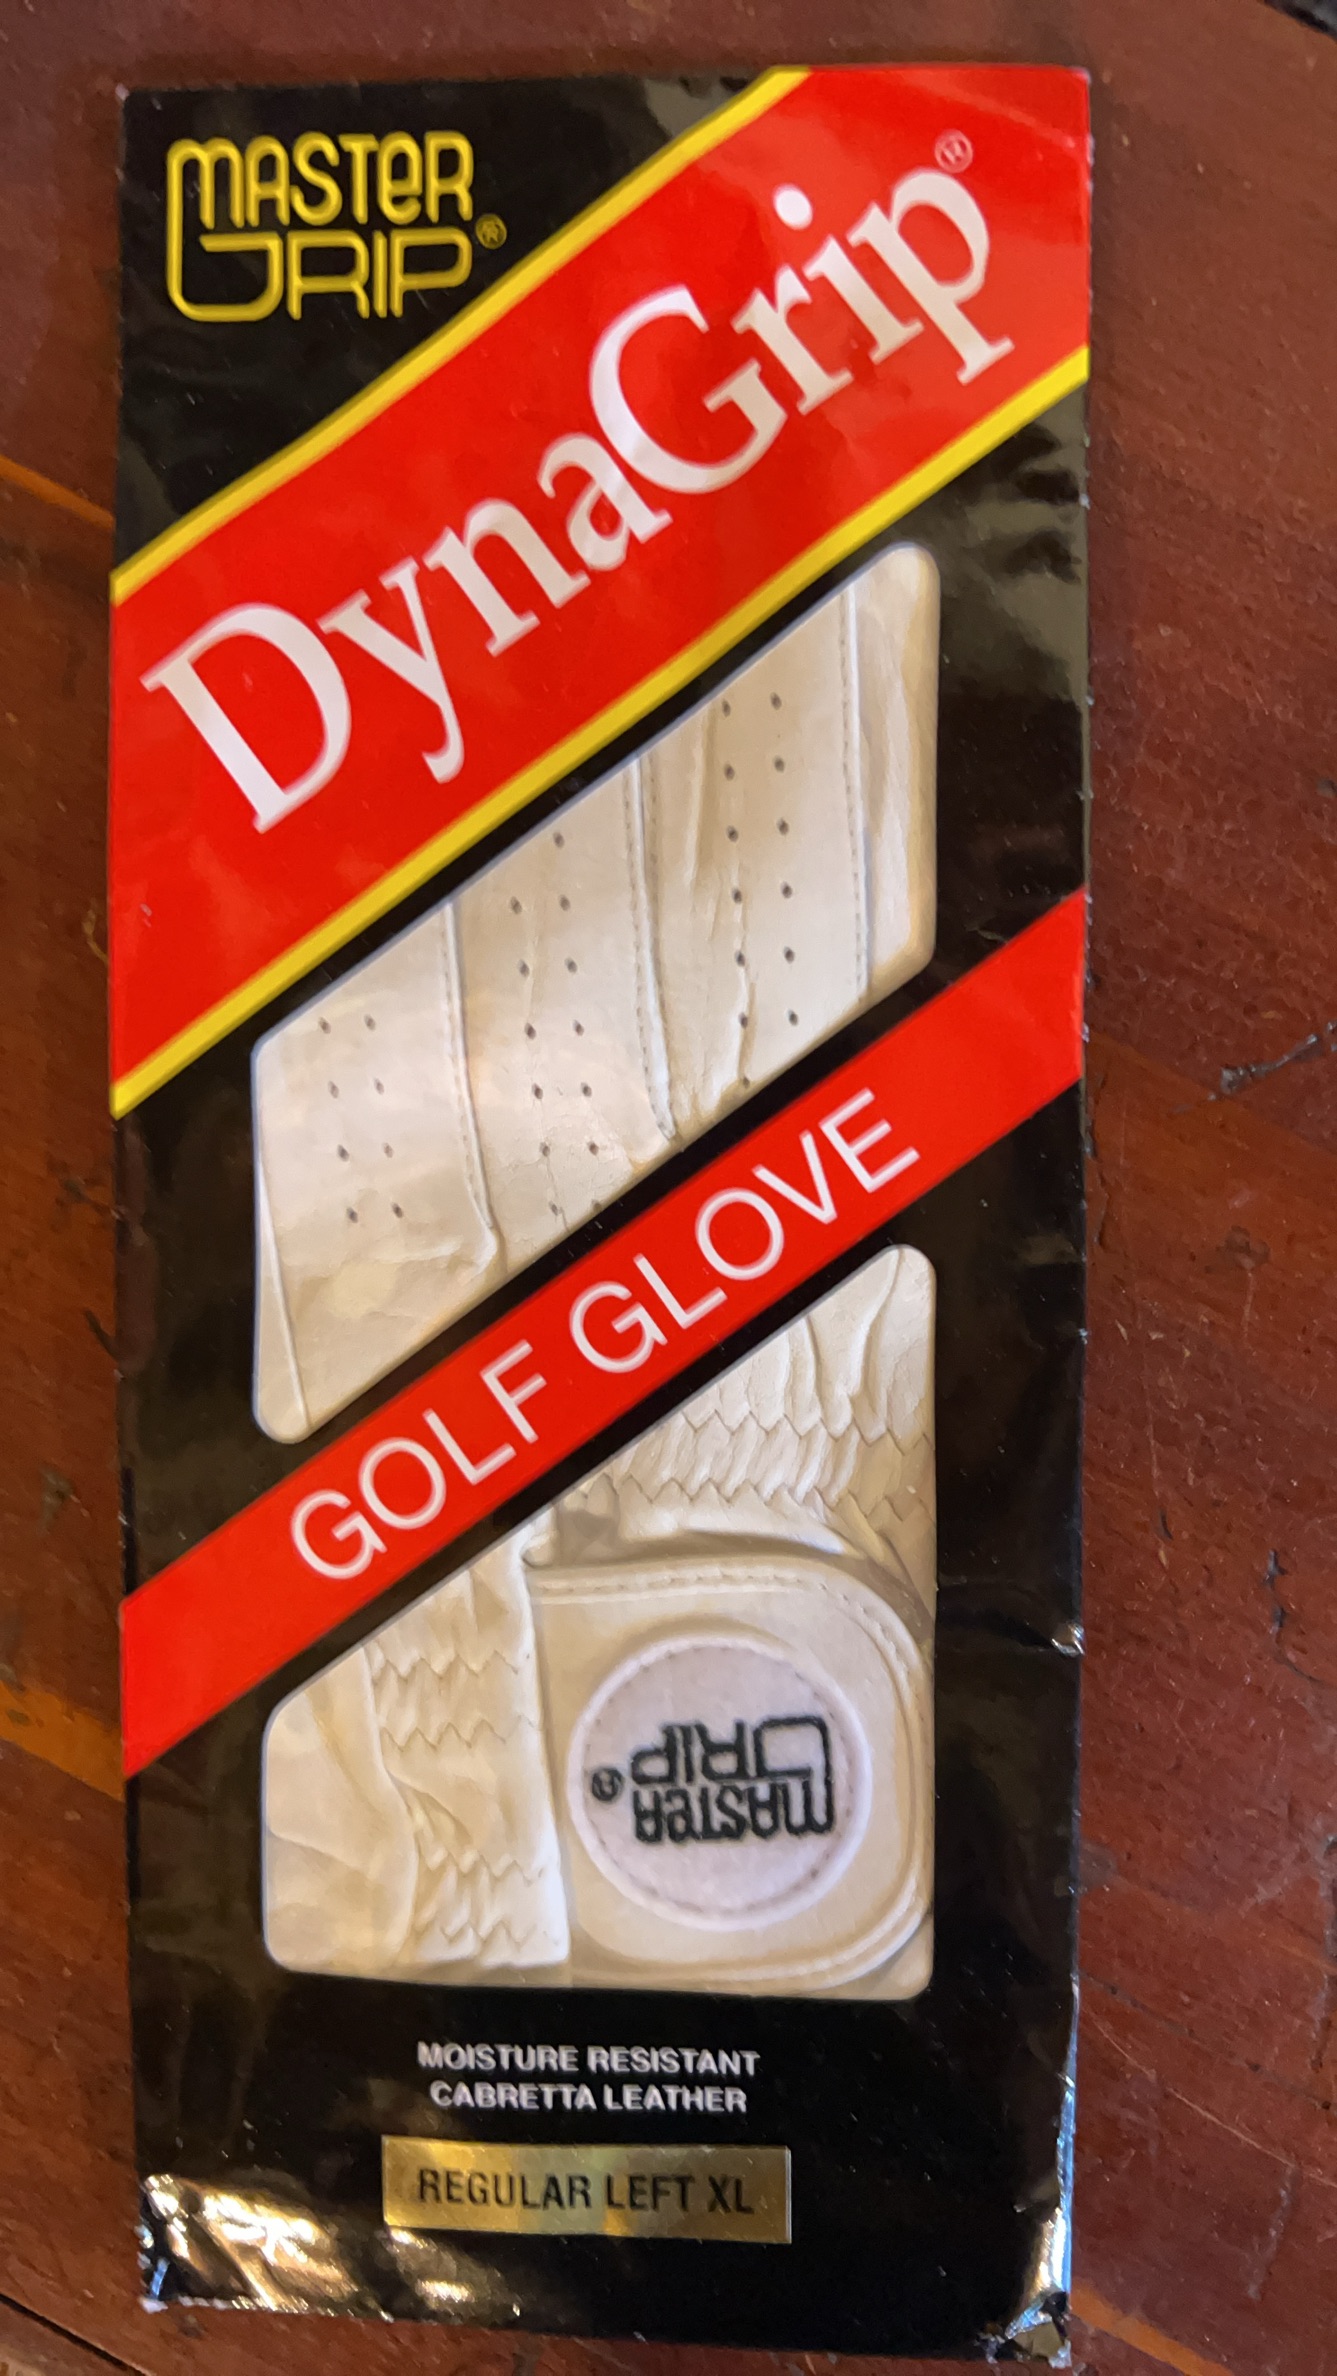 MASTER
GRIP®
DynaGrip®
GOLF GLOVE
MASTER
GRIP®
MOISTURE RESISTANT
CABRETTA LEATHER
REGULAR LEFT XL